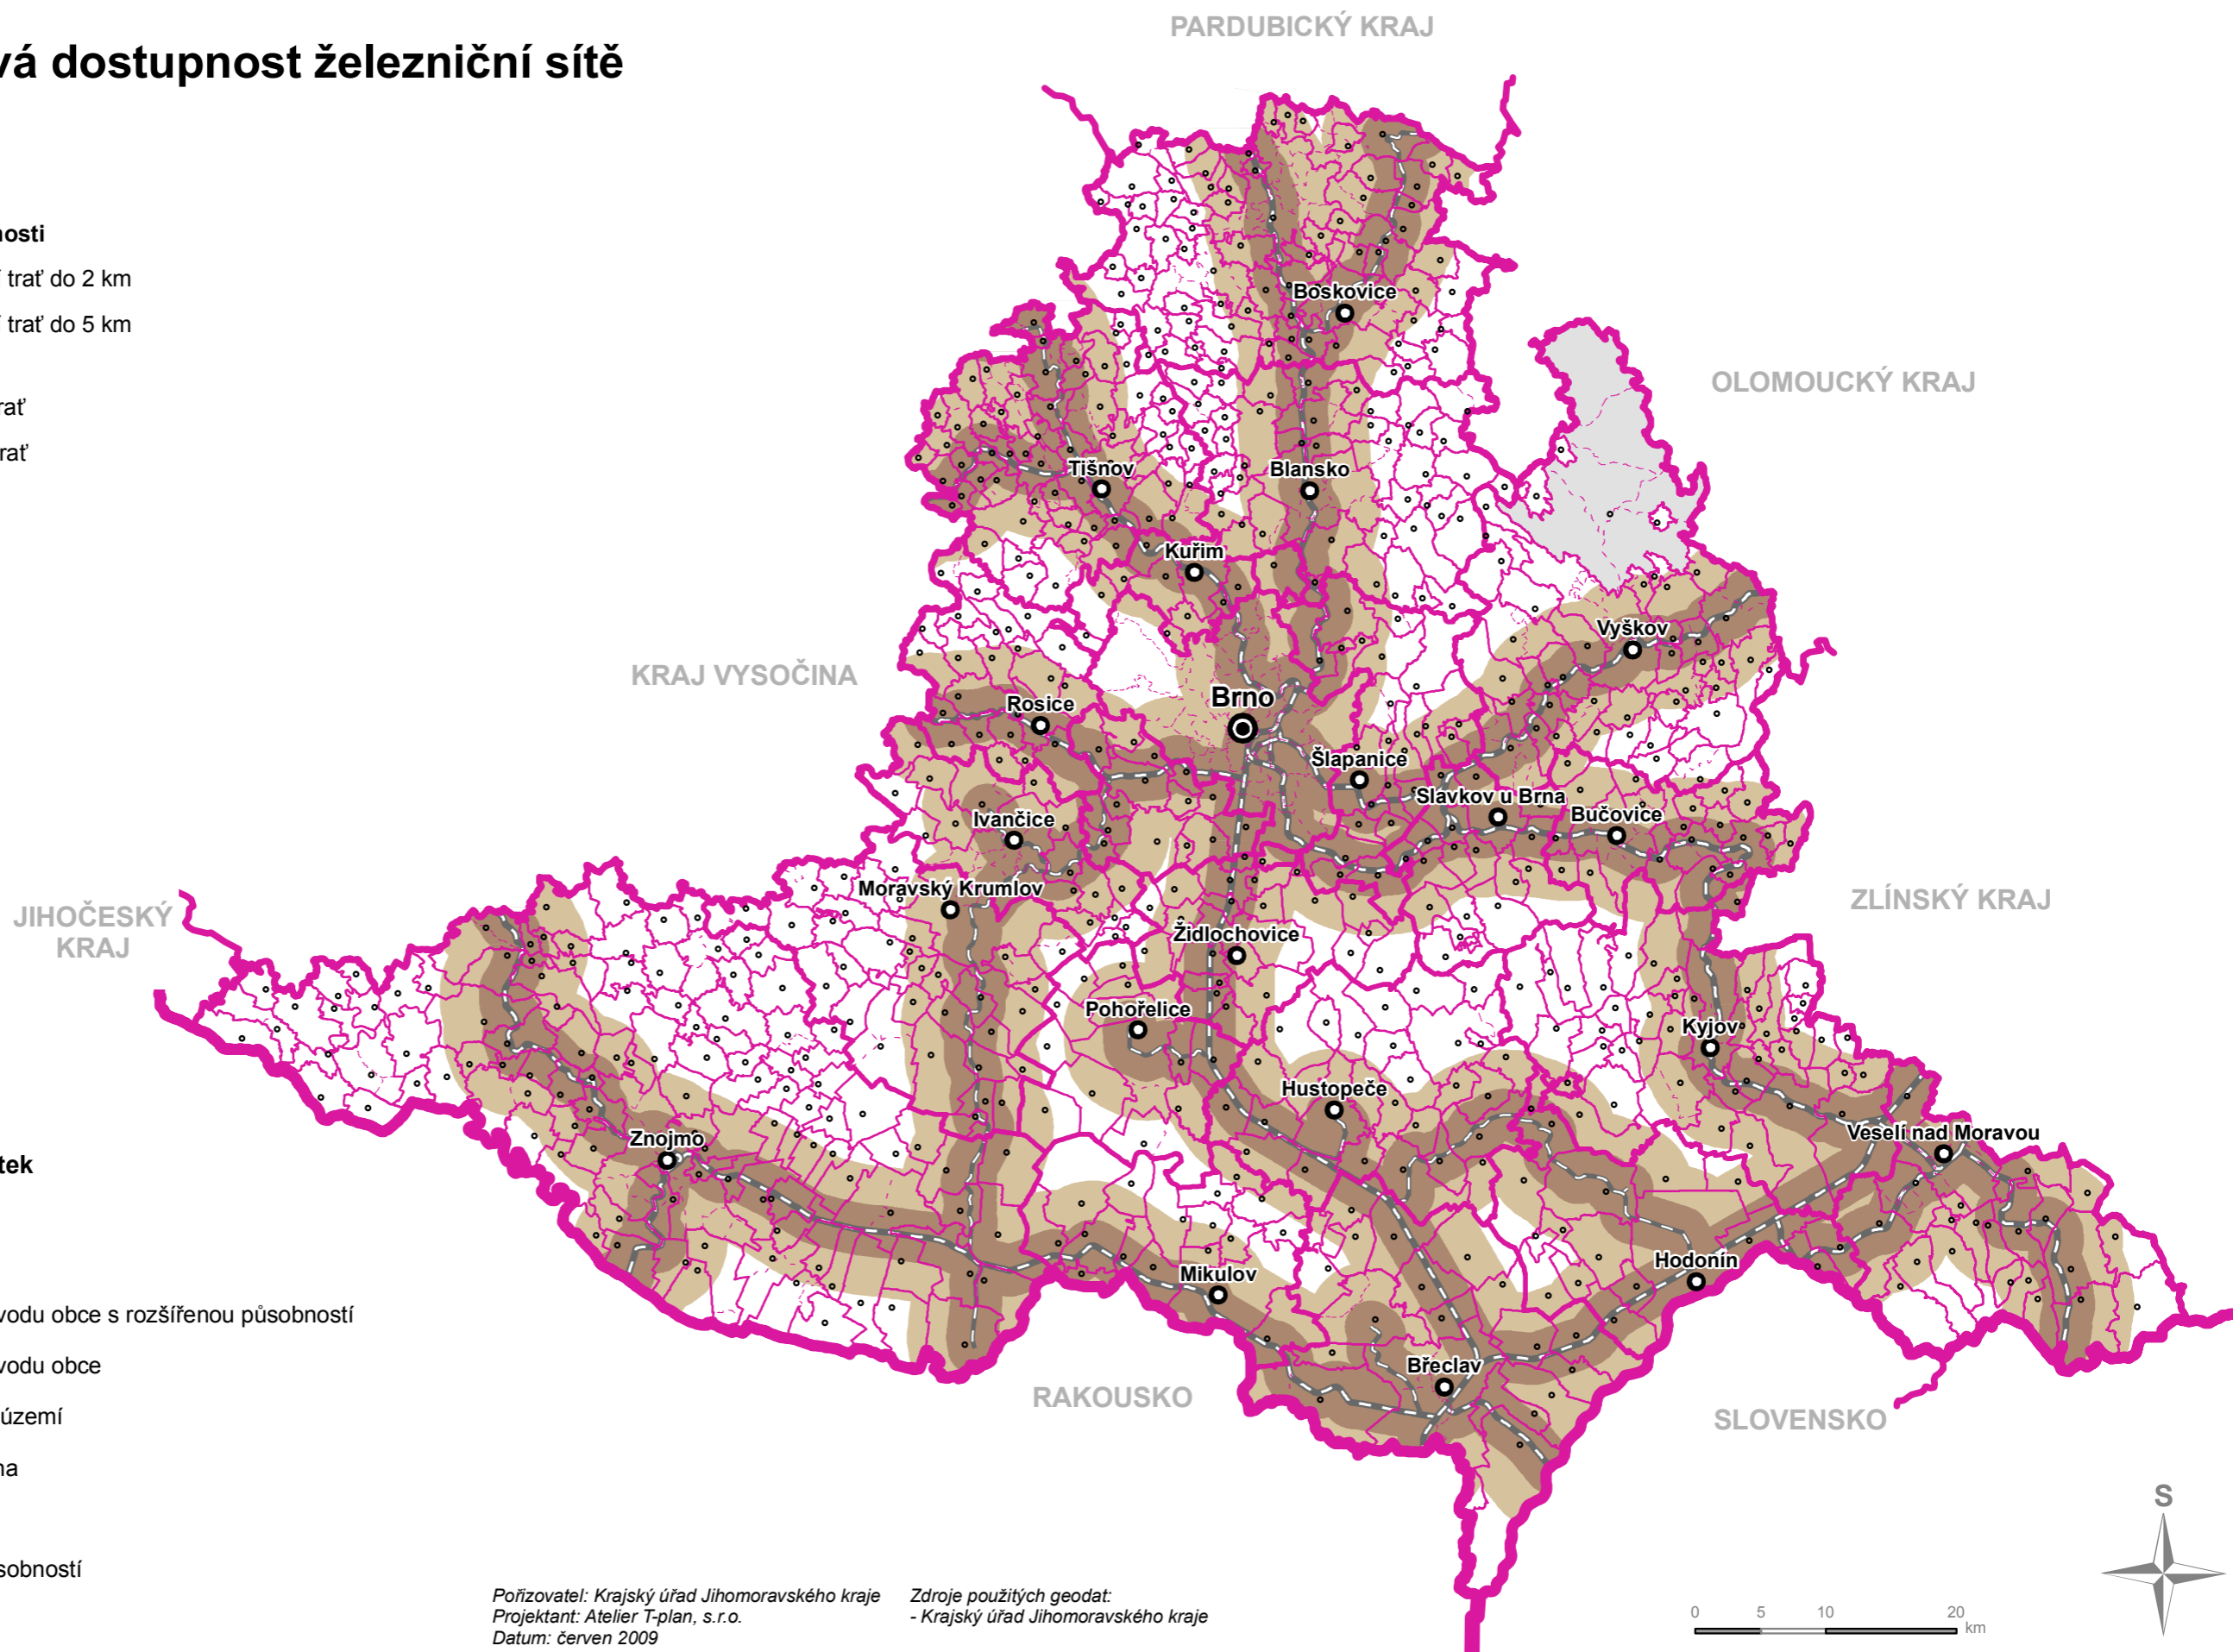 PARDUBICKÝ KRAJ
vá dostupnost železniční sítě
nosti
trať do 2 km
trať do 5 km
rať
rať
OLOMOUCKÝ KRAJ
Boskovice
Tišnov
Blansko
Kuřim
Vyškov
KRAJ VYSOČINA
Rosice
Brno
Šlapanice
Slavkov u Brna
Bučovice
Ivančice
Moravský Krumlov
ZLÍNSKÝ KRAJ
JIHOČESKÝ
KRAJ
Židlochovice
Pohořelice
Kyjov
Hustopeče
Znojmo
Veselí nad Moravou
tek
Hodonín
Mikulov
vodu obce s rozšířenou působností
vodu obce
Břeclav
RAKOUSKO
území
SLOVENSKO
na
S
sobností
Pořizovatel: Krajský úřad Jihomoravského kraje
Projektant: Atelier T-plan, s.r.o.
Datum: červen 2009
Zdroje použitých geodat:
- Krajský úřad Jihomoravského kraje
0 5 10 20
km